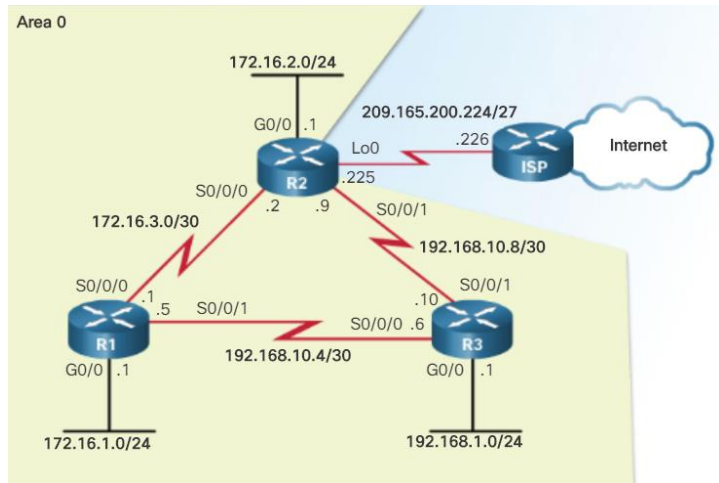 Area 0
172.16.2.0/24
209.165.200.224/27
G0/0 .1
Lo0
.226
Internet
ISP
R2
.225
S0/0/0
.2 .9
S0/0/1
172.16.3.0/30
192.168.10.8/30
S0/0/0
.1
S0/0/1
.10
.5 S0/0/1
S0/0/0 .6
R1
R3
192.168.10.4/30
G0/0 .1
G0/0 .1
172.16.1.0/24
192.168.1.0/24